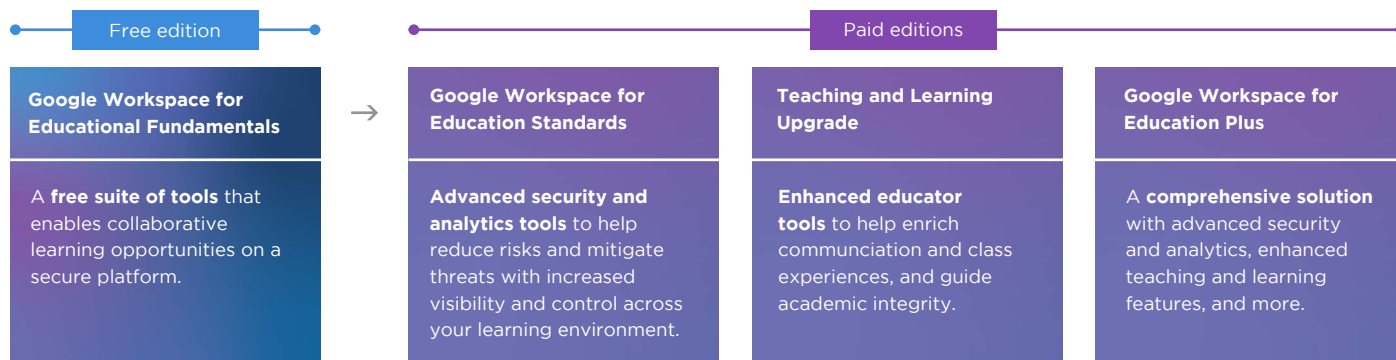 Free edition
Paid editions
Google Workspace for
Educational Fundamentals
A free suite of tools that
enables collaborative
learning opportunities on a
secure platform.
→
Google Workspace for
Education Standards
Advanced security and
analytics tools to help
reduce risks and mitigate
threats with increased
visibility and control across
your learning environment.
Teaching and Learning
Upgrade
Enhanced educator
tools to help enrich
communciation and class
experiences, and guide
academic integrity.
Google Workspace for
Education Plus
A comprehensive solution
with advanced security
and analytics, enhanced
teaching and learning
features, and more.